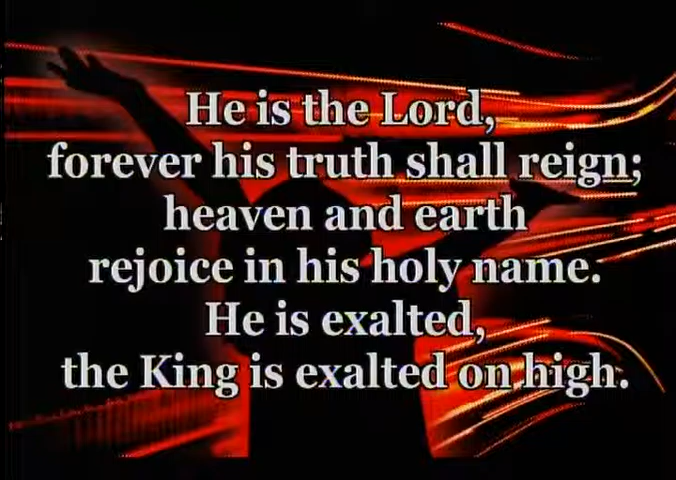 He is the Lord,
forever his truth shall reign;
heaven and earth
rejoice in his holy name.
He is exalted,
the King is exalted on high.